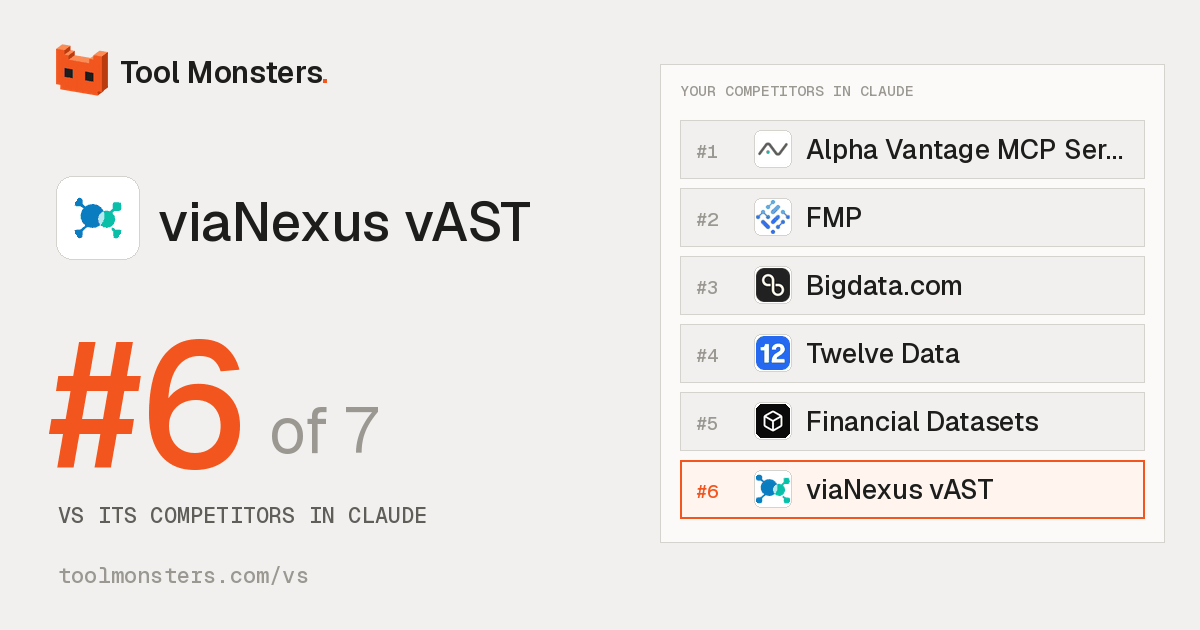 Tool Monsters.
viaNexus vAST
#6 of 7
VS ITS COMPETITORS IN CLAUDE
toolmonsters.com/vs
YOUR COMPETITORS IN CLAUDE
#1 Alpha Vantage MCP Ser...
#2 FMP
#3 Bigdata.com
#4 12 Twelve Data
#5 Financial Datasets
#6 viaNexus vAST